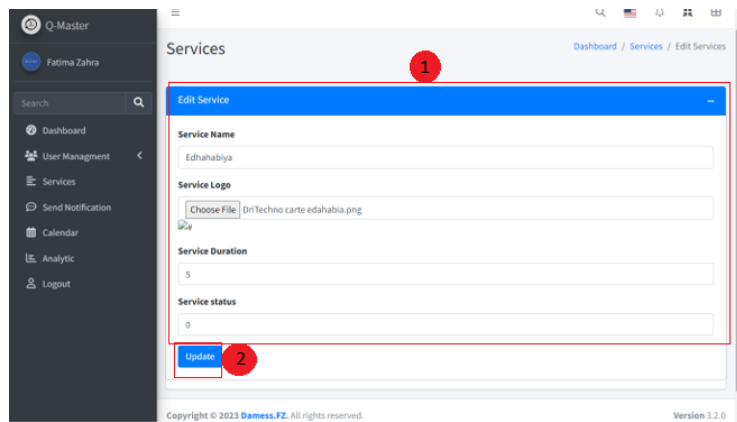 Q-Master
Fatima Zahra
Search
Dashboard
User Managment
Services
Send Notification
Calendar
Analytic
Logout
Services
Dashboard / Services / Edit Services
1
Edit Service
Service Name
Edhahabiya
Service Logo
Choose File DriTechno carte edahabia.png
Service Duration
5
Service status
0
Update
2
Copyright © 2023 Damess.FZ. All rights reserved.
Version 3.2.0